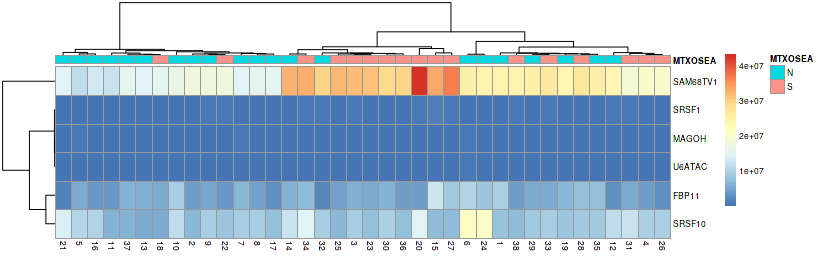 MTXOSEA
SAM68TV1
SRSF1
MAGOH
U6ATAC
FBP11
SRSF10
21 5 16 11 37 13 18 10 2 9 22 7 8 17 14 34 32 25 3 23 30 36 20 15 27 6 24 1 38 29 33 19 28 35 12 31 4 26
4e+07
3e+07
2e+07
1e+07
MTXOSEA
N
S